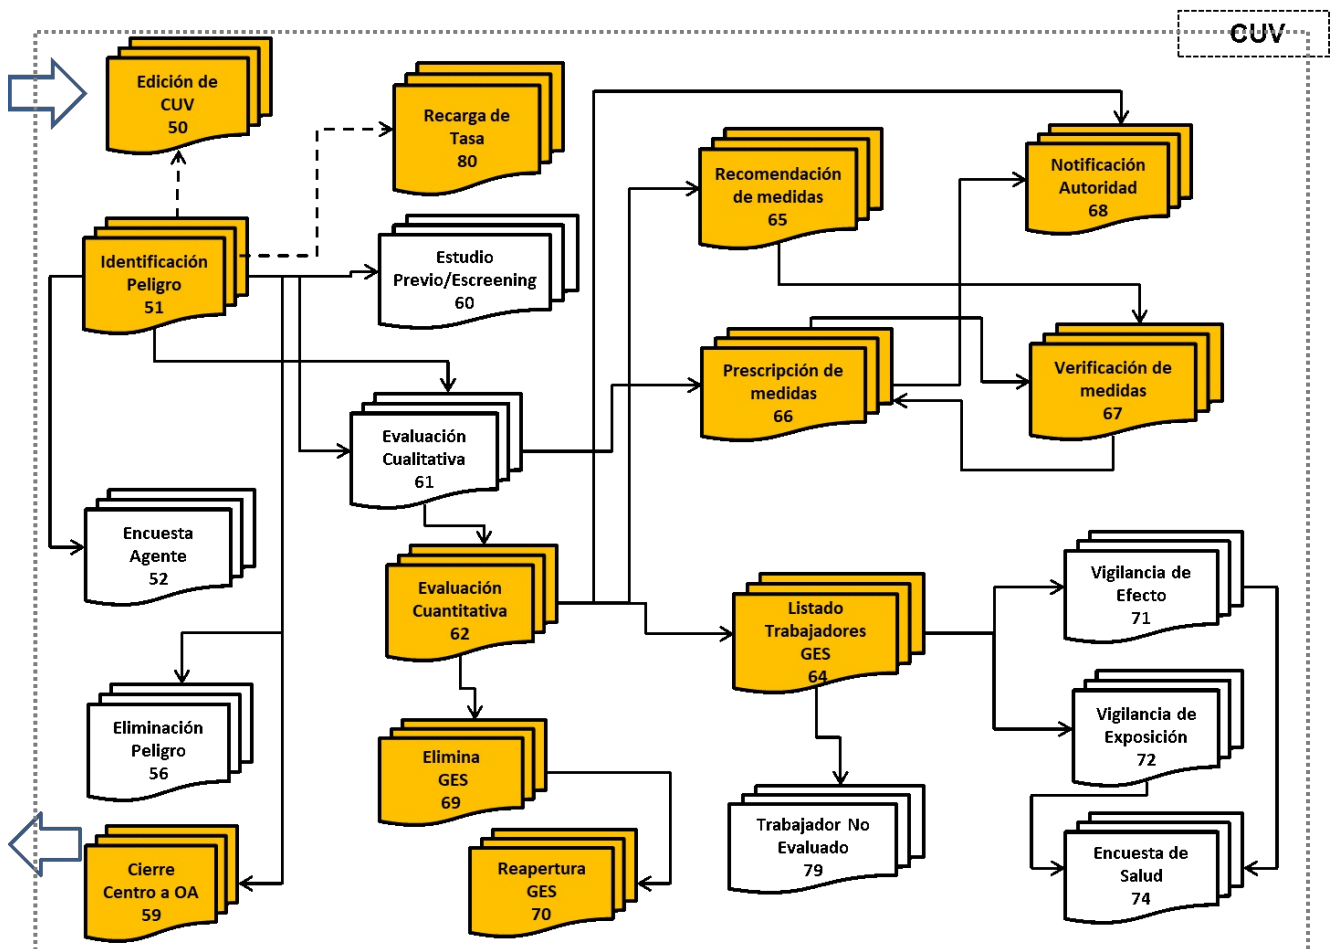 CUV
Edición de
CUV
50
Recarga de
Tasa
80
Recomendación
de medidas
65
Notificación
Autoridad
68
Identificación
Peligro
51
Estudio
Previo/Escreening
60
Prescripción de
medidas
66
Verificación de
medidas
67
Evaluación
Cualitativa
61
Encuesta
Agente
52
Evaluación
Cuantitativa
62
Listado
Trabajadores
GES
64
Vigilancia de
Efecto
71
Eliminación
Peligro
56
Elimina
GES
69
Vigilancia de
Exposición
72
Trabajador No
Evaluado
79
Cierre
Centro a OA
59
Reapertura
GES
70
Encuesta de
Salud
74